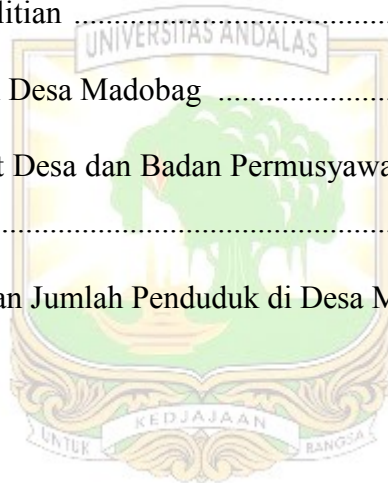 litian ........................................................
UNIVERSITAS ANDALAS
Desa Madobag ..............................
t Desa dan Badan Permusyawa
........................................................................
an Jumlah Penduduk di Desa M
KEDJAJAAN
UNTUK BANGSA